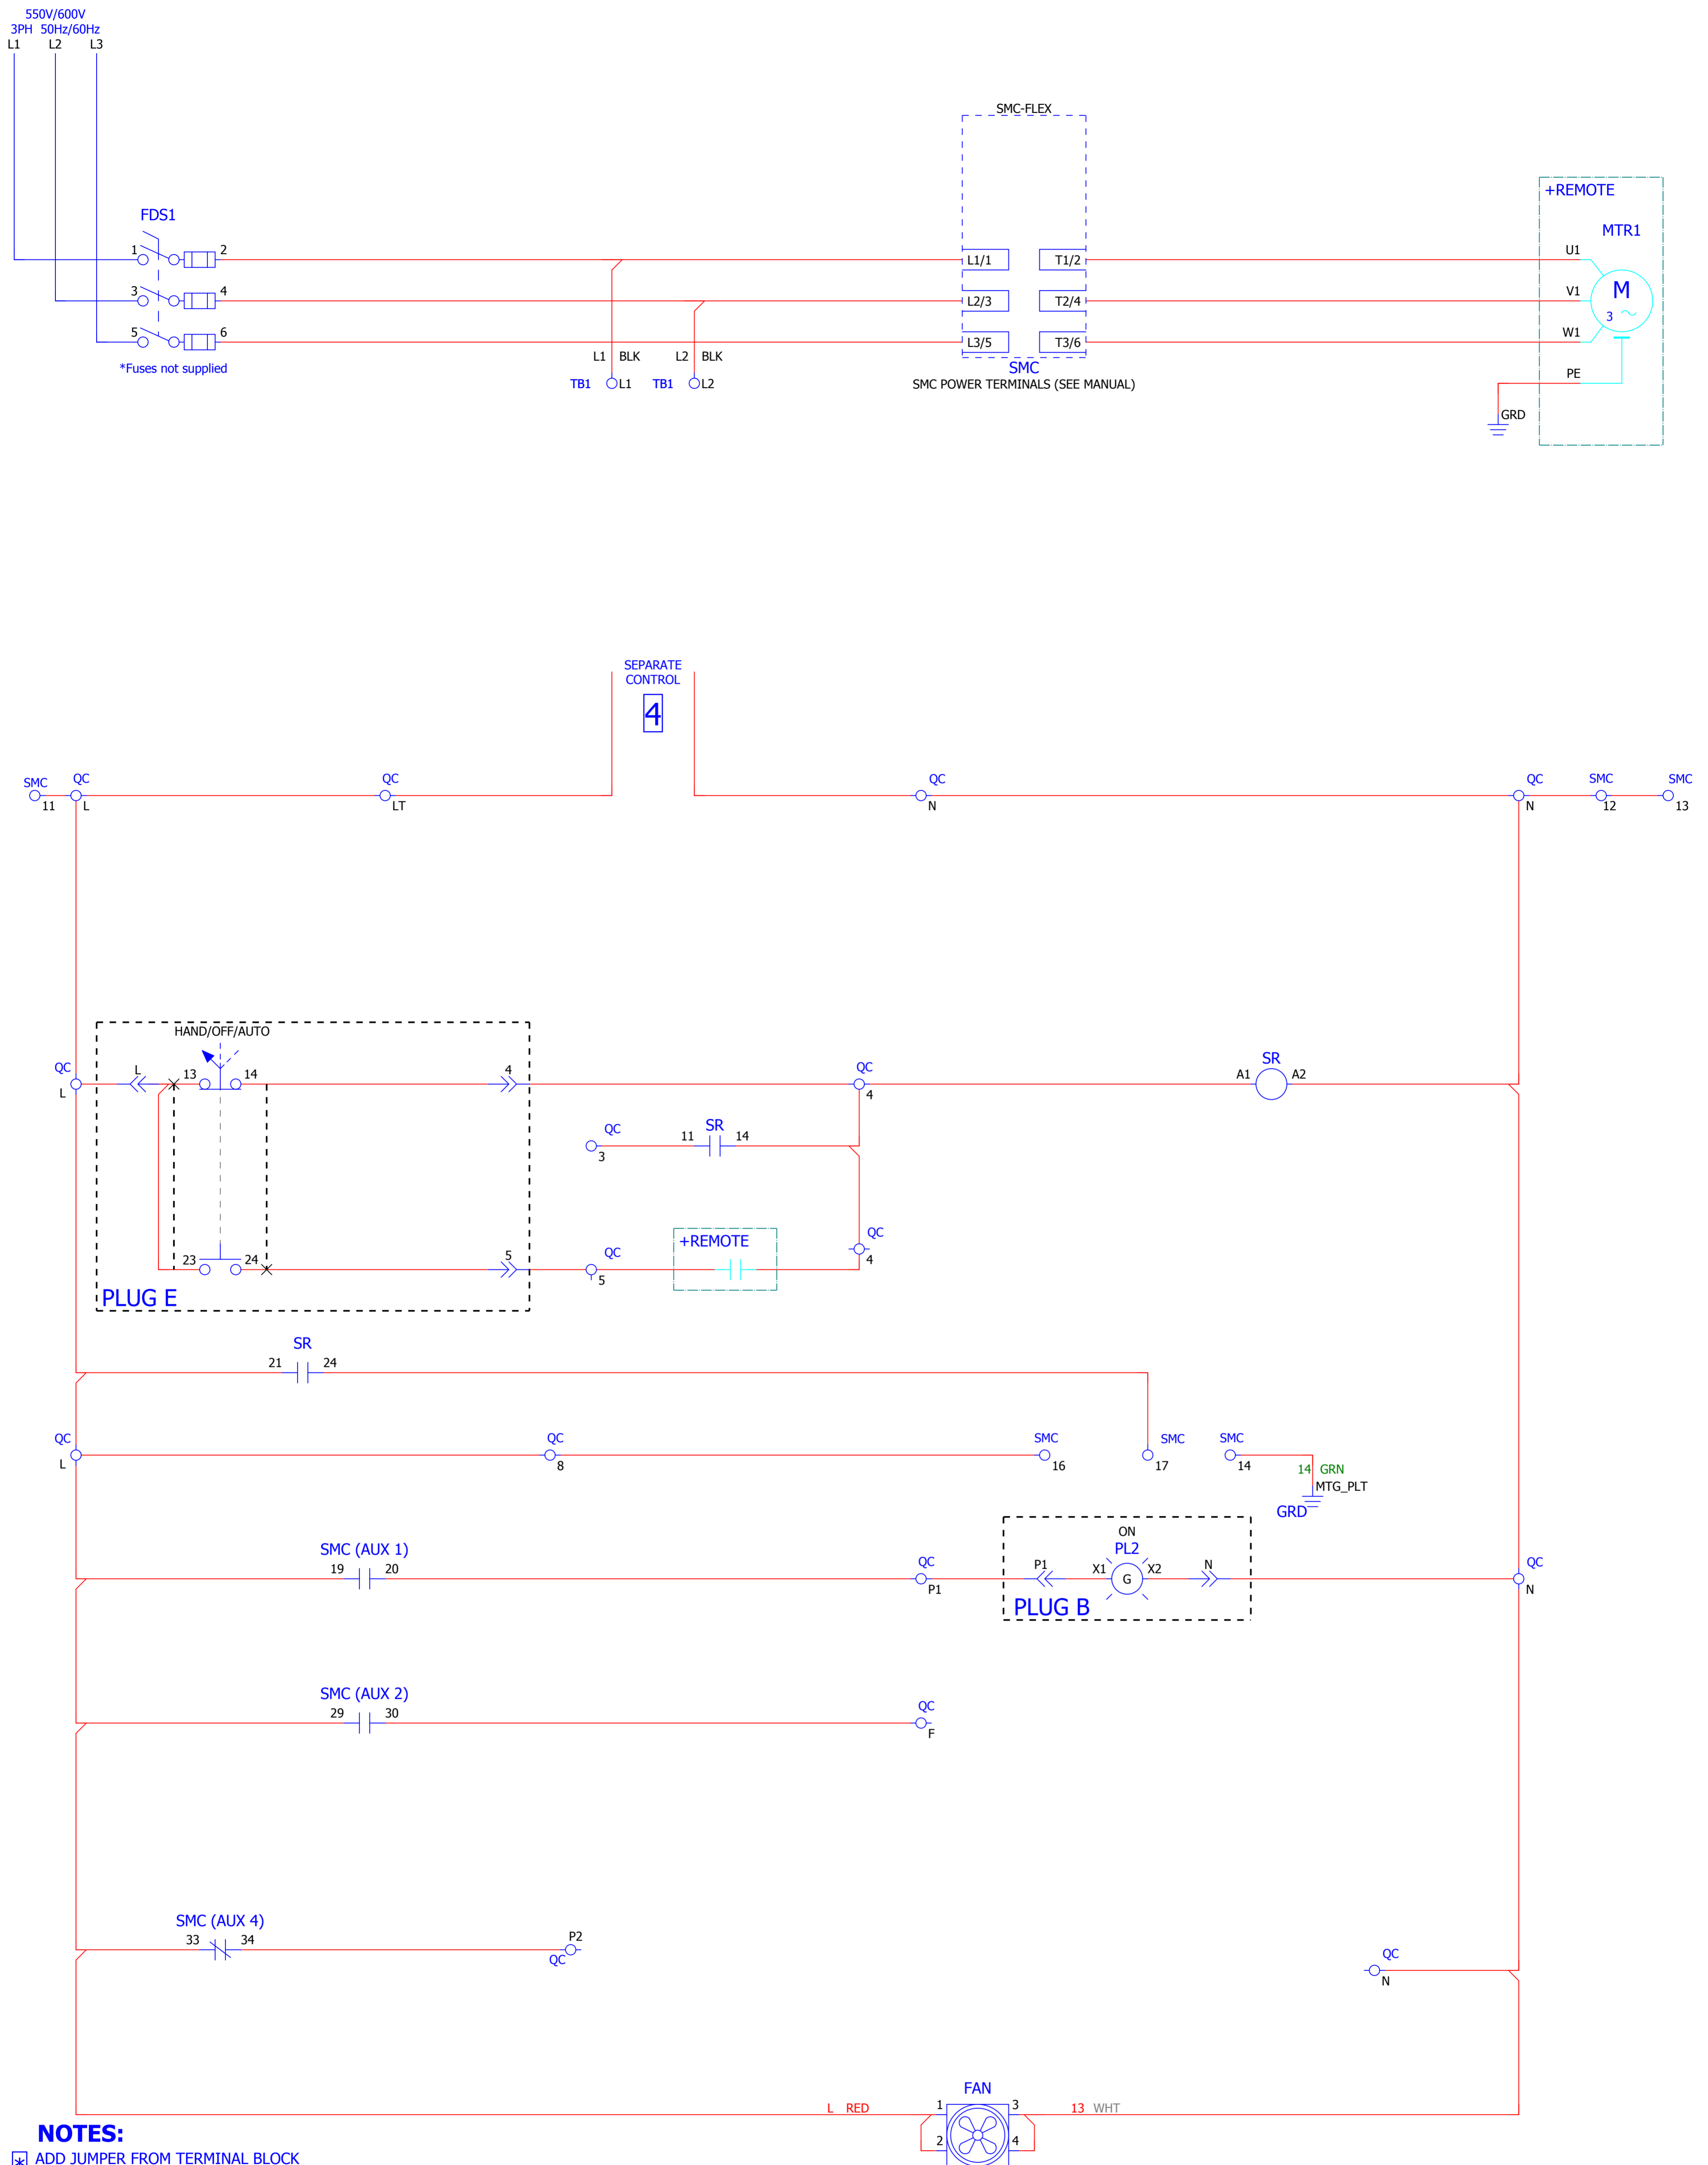 550V/600V
3PH 50Hz/60Hz
L1 L2 L3
SMC-FLEX
+REMOTE
MTR1
FDS1
1 2
3 4
5 6
*Fuses not supplied
L1 BLK L2 BLK
TB1 L1 TB1 L2
L1/1 T1/2
L2/3 T2/4
L3/5 T3/6
SMC
SMC POWER TERMINALS (SEE MANUAL)
U1
V1
W1
M
3
PE
GRD
SEPARATE
CONTROL
4
SMC QC QC QC QC SMC SMC
11 L LT N N 12 13
HAND/OFF/AUTO
QC L 13 14 4 QC SR
L 4 A1 A2
QC SR
3 11 14
23 24 5 QC +REMOTE QC
5 4
PLUG E
SR
21 24
QC QC SMC SMC SMC
L 8 16 17 14
14 GRN
MTG_PLT
GRD
SMC (AUX 1)
19 20
QC
P1
ON
PL2
P1 X1 G X2 N
PLUG B
QC
N
SMC (AUX 2)
29 30
QC
F
SMC (AUX 4)
33 34
P2
QC
QC
N
FAN
L RED 1 3 13 WHT
2 4
NOTES:
* ADD JUMPER FROM TERMINAL BLOCK